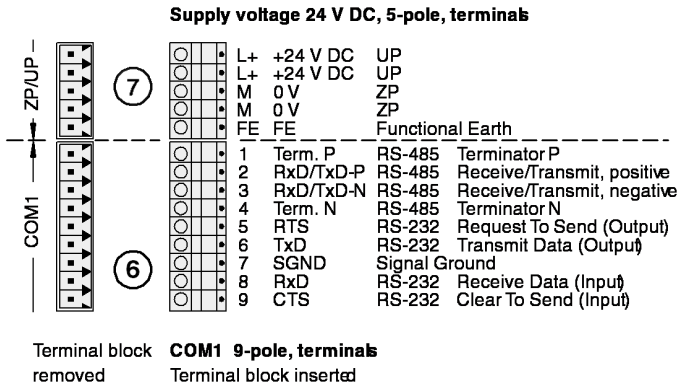 Supply voltage 24 V DC, 5-pole, terminals
ZP/UP
7
L+ +24 V DC UP
L+ +24 V DC UP
M 0 V ZP
M 0 V ZP
FE FE Functional Earth
COM1
6
1 Term. P RS-485 Terminator P
2 RxD/TxD-P RS-485 Receive/Transmit, positive
3 RxD/TxD-N RS-485 Receive/Transmit, negative
4 Term. N RS-485 Terminator N
5 RTS RS-232 Request To Send (Output)
6 TxD RS-232 Transmit Data (Output)
7 SGND Signal Ground
8 RxD RS-232 Receive Data (Input)
9 CTS RS-232 Clear To Send (Input)
Terminal block removed
COM1 9-pole, terminals
Terminal block inserted